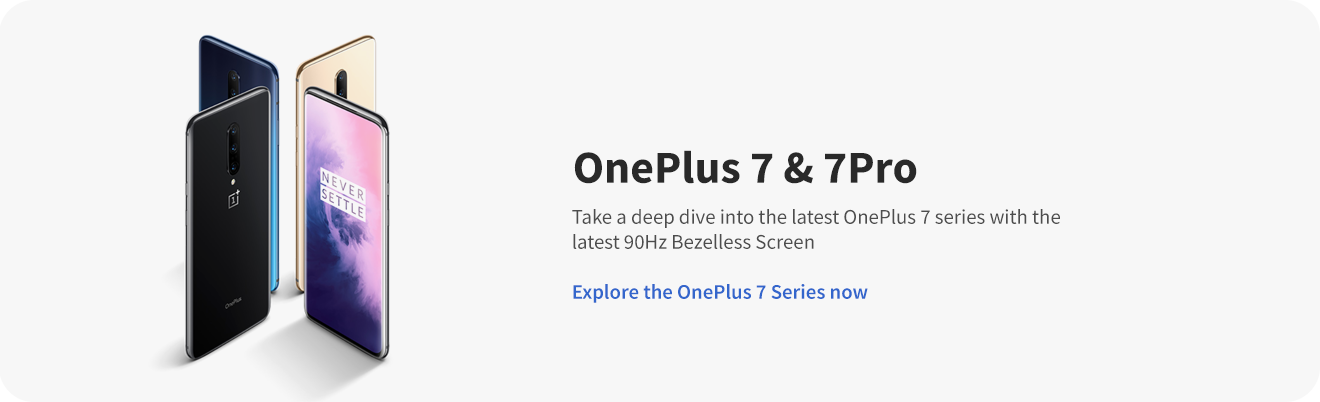 NEVER
SETTLE
OnePlus
OnePlus 7 & 7Pro
Take a deep dive into the latest OnePlus 7 series with the
latest 90Hz Bezelless Screen
Explore the OnePlus 7 Series now